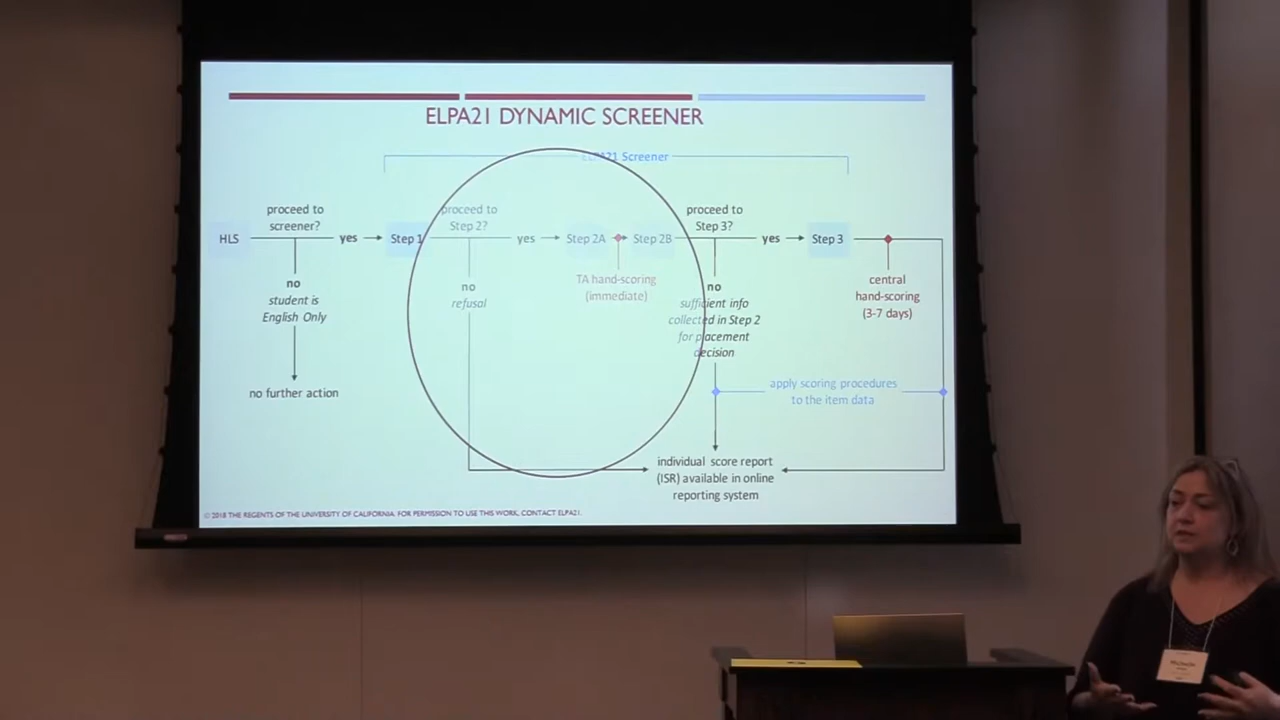 ELPA21 DYNAMIC SCREENER
ELPA21 Screener
proceed to
screener?
proceed to
Step 2?
proceed to
Step 3?
HLS
yes
Step 1
yes
Step 2A
Step 2B
yes
Step 3
no
student is
English Only
no
refusal
TA hand-scoring
(immediate)
no
sufficient info
collected in Step 2
for placement
decision
central
hand-scoring
(3-7 days)
no further action
apply scoring procedures
to the item data
individual score report
(ISR) available in online
reporting system
© 2018 THE REGENTS OF THE UNIVERSITY OF CALIFORNIA. FOR PERMISSION TO USE THIS WORK, CONTACT ELPA21.
Michelle